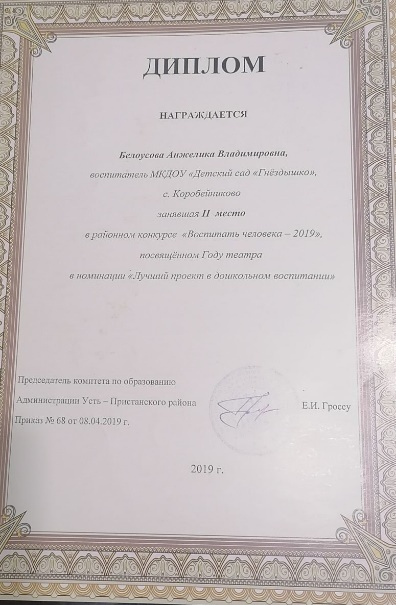 ДИПЛОМ
НАГРАЖДАЕТСЯ
Белоусова Анжелика Владимировна,
воспитатель МКДОУ «Детский сад «Гнёздышко»,
с. Коробейниково
занявшая II место
в районном конкурсе «Воспитать человека – 2019»,
посвящённом Году театра
в номинации «Лучший проект в дошкольном воспитании»
Председатель комитета по образованию
Администрации Усть – Пристанского района
Е.И. Гроссу
Приказ № 68 от 08.04.2019 г.
2019 г.